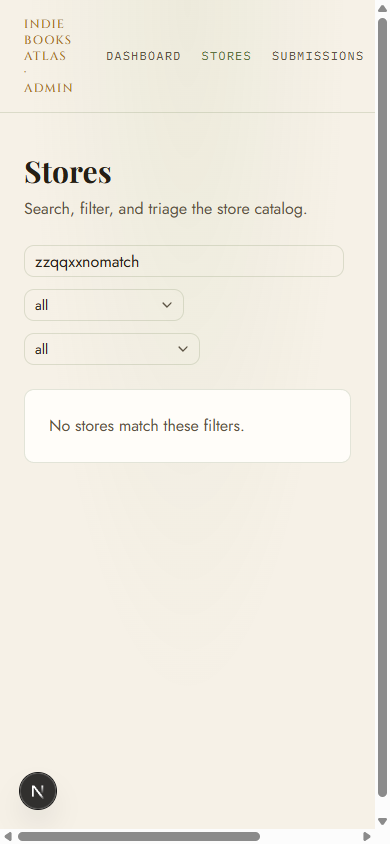 INDIE
BOOKS
ATLAS
·
ADMIN
DASHBOARD STORES SUBMISSIONS
Stores
Search, filter, and triage the store catalog.
zzqqxxnomatch
all
all
No stores match these filters.
N